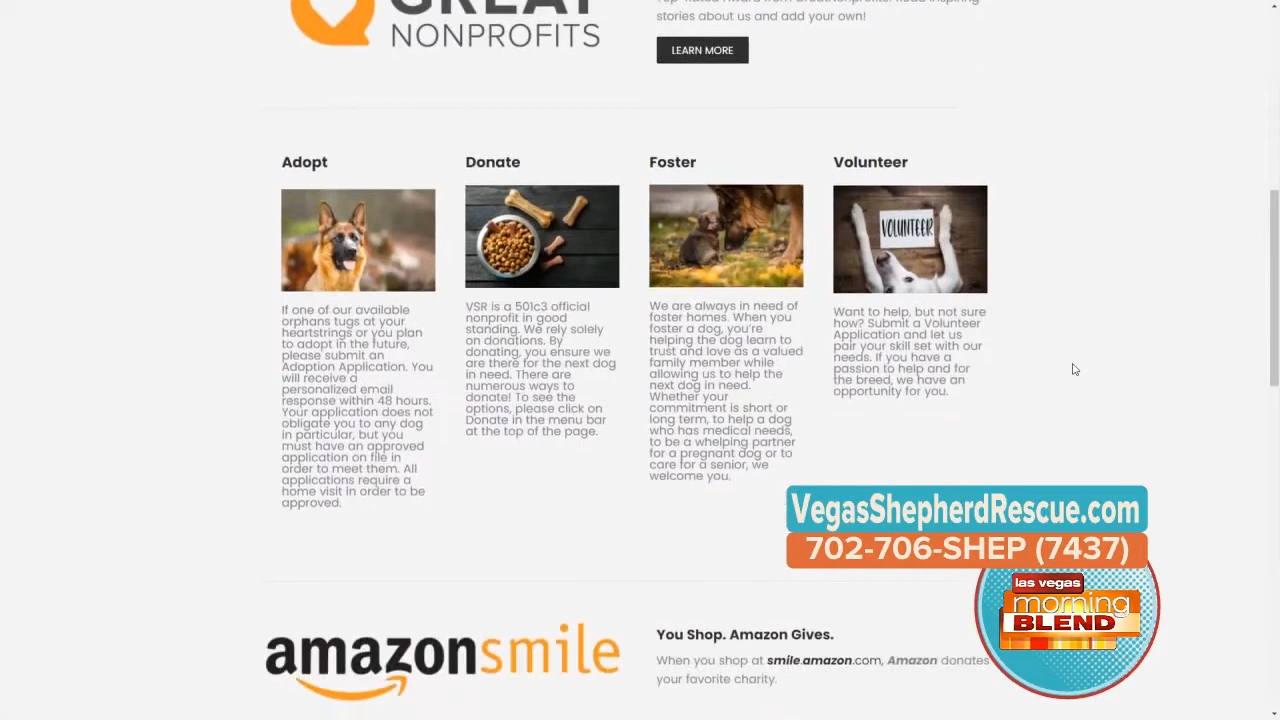 GREAT
NONPROFITS
stories about us and add your own!
LEARN MORE
Adopt
If one of our available
orphans tugs at your
heartstrings or you plan
to adopt in the future,
please submit an
Adoption Application. You
will receive a
personalized email
response within 48 hours.
Your application does not
obligate you to any dog
in particular, but you
must have an approved
application on file in
order to meet them. All
applications require a
home visit in order to be
approved.
Donate
VSR is a 501c3 official
nonprofit in good
standing. We rely solely
on donations. By
donating, you ensure we
are there for the next dog
in need. There are
numerous ways to
donate! To see the
options, please click on
Donate in the menu bar
at the top of the page.
Foster
We are always in need of
foster homes. When you
foster a dog, you're
helping the dog learn to
trust and love as a valued
family member while
allowing us to help the
next dog in need.
Whether your
commitment is short or
long term, to help a dog
who has medical needs,
to be a whelping partner
for a pregnant dog or to
care for a senior, we
welcome you.
Volunteer
VOLUNTEER
Want to help, but not sure
how? Submit a Volunteer
Application and let us
pair your skill set with our
needs. If you have a
passion to help and for
the breed, we have an
opportunity for you.
VegasShepherdRescue.com
702-706-SHEP (7437)
las vegas
morning
BLEND
amazonsmile
You Shop. Amazon Gives.
When you shop at smile.amazon.com, Amazon donates
your favorite charity.